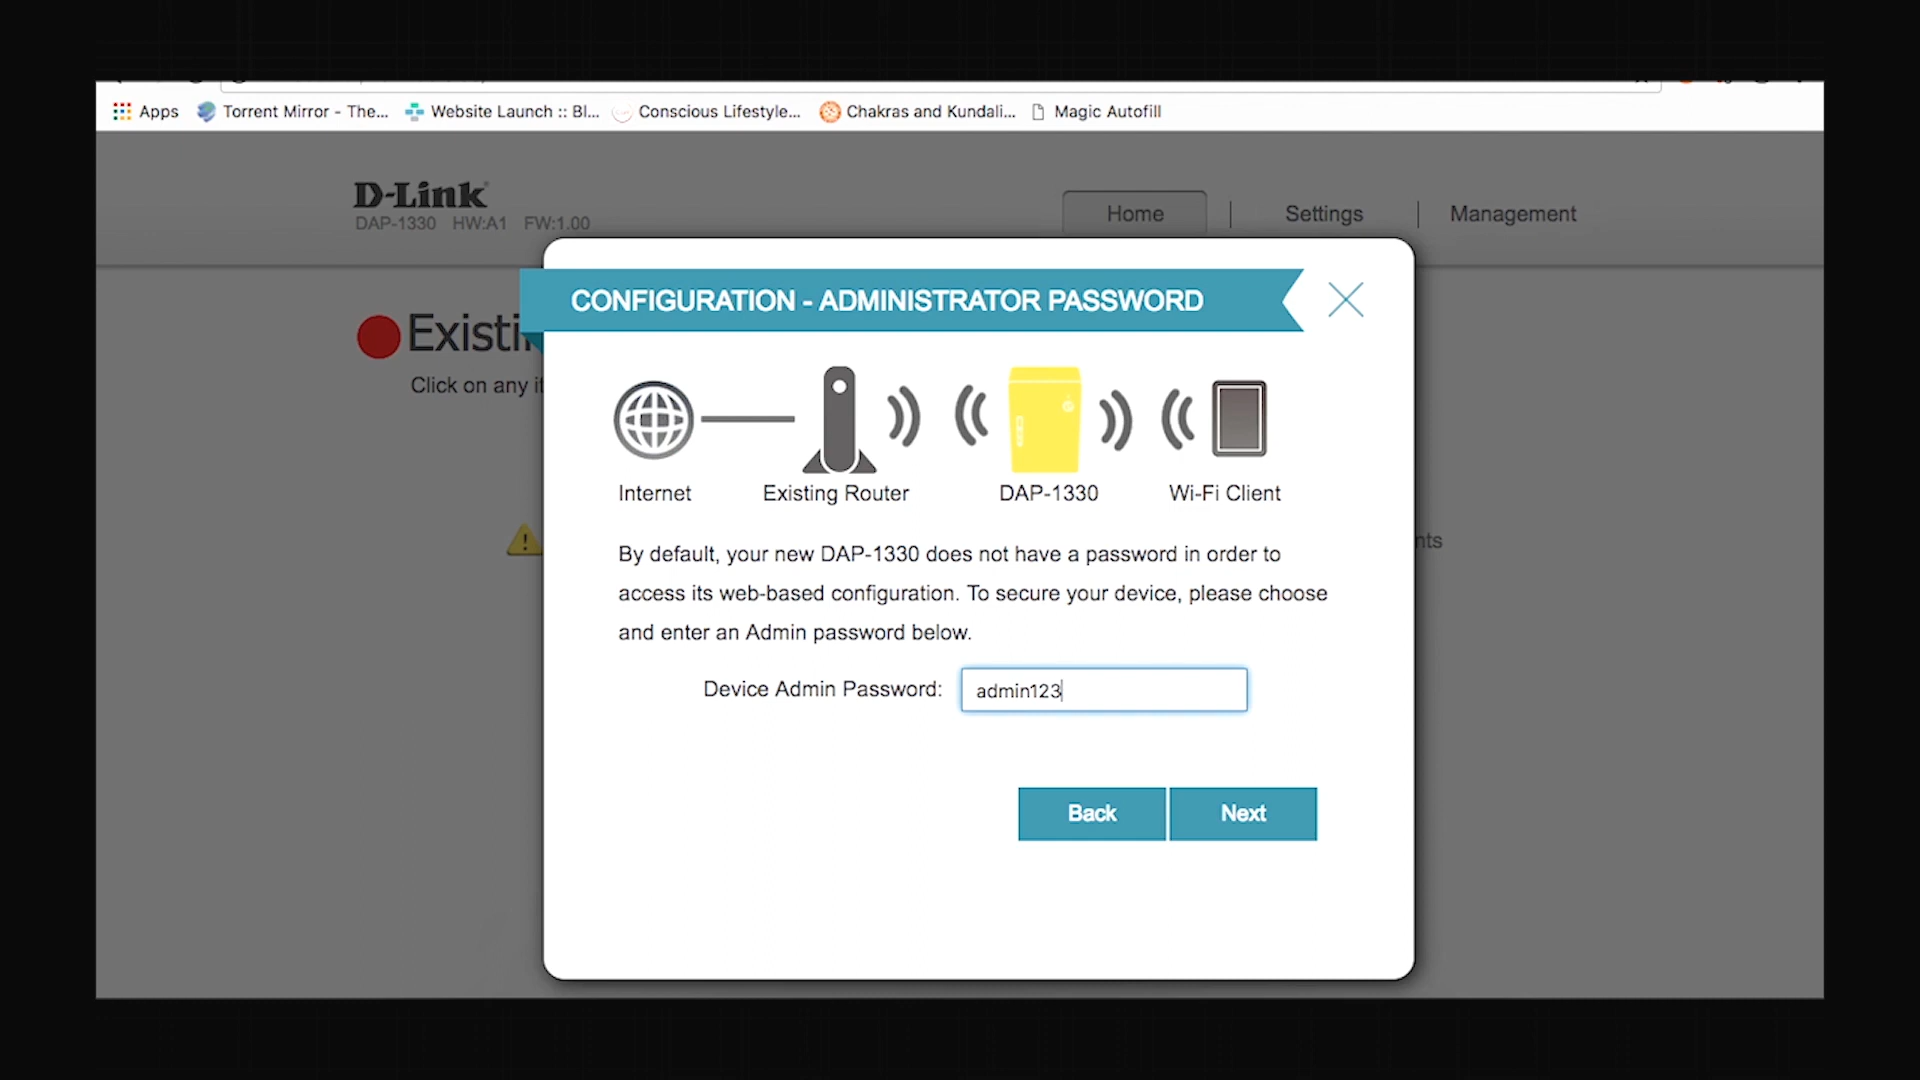 Apps Torrent Mirror - The... Website Launch :: Bl... Conscious Lifestyle... Chakras and Kundali... Magic Autofill
D-Link
DAP-1330 HW:A1 FW:1.00
Home Settings Management
CONFIGURATION - ADMINISTRATOR PASSWORD
Click on any
Internet Existing Router DAP-1330 Wi-Fi Client
By default, your new DAP-1330 does not have a password in order to
access its web-based configuration. To secure your device, please choose
and enter an Admin password below.
Device Admin Password: admin123
Back Next